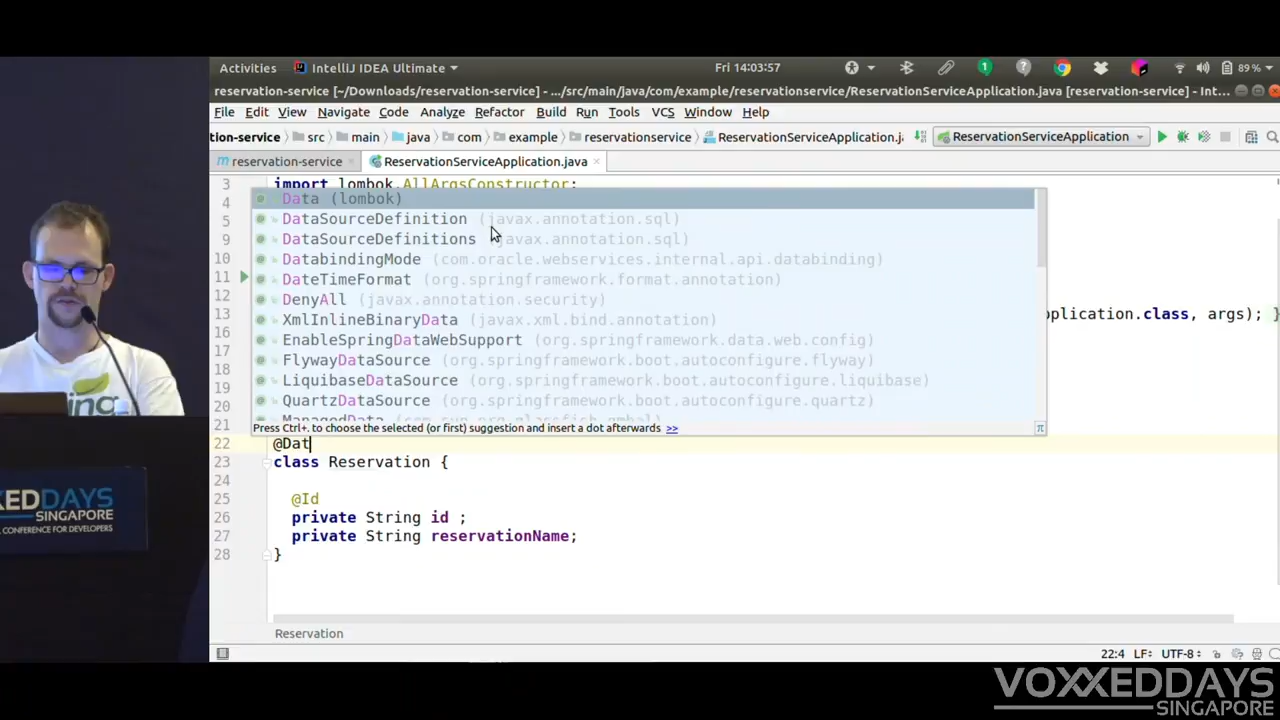 Activities IntelliJ IDEA Ultimate Fri 14:03:57 1 ? 89%
reservation-service [~/Downloads/reservation-service] - .../src/main/java/com/example/reservationservice/ReservationServiceApplication.java [reservation-service] - Int...
File Edit View Navigate Code Analyze Refactor Build Run Tools VCS Window Help
tion-service src main java com example reservationservice ReservationServiceApplication.j ReservationServiceApplication
m reservation-service ReservationServiceApplication.java
3 import lombok.AllArgsConstructor;
4 Data (lombok)
5 DataSourceDefinition (javax.annotation.sql)
9 DataSourceDefinitions (javax.annotation.sql)
10 DatabindingMode (com.oracle.webservices.internal.api.databinding)
11 DateTimeFormat (org.springframework.format.annotation)
12 DenyAll (javax.annotation.security)
13 XmlInlineBinaryData (javax.xml.bind.annotation) pplication.class, args); }
16 EnableSpringDataWebSupport (org.springframework.data.web.config)
17
18 FlywayDataSource (org.springframework.boot.autoconfigure.flyway)
19 LiquibaseDataSource (org.springframework.boot.autoconfigure.liquibase)
20 QuartzDataSource (org.springframework.boot.autoconfigure.quartz)
21 Press Ctrl+. to choose the selected (or first) suggestion and insert a dot afterwards >> π
22 @Dat
23 class Reservation {
24
25 @Id
26 private String id ;
27 private String reservationName;
28 }
Reservation
22:4 LF: UTF-8:
ing
XEDDAYS
SINGAPORE
CONFERENCE FOR DEVELOPERS
VOXXEDDAYS
SINGAPORE